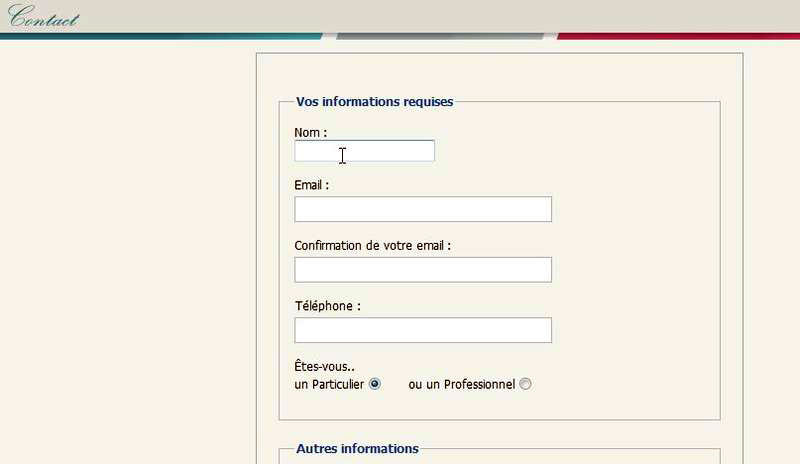 Contact
Vos informations requises
Nom :
Email :
Confirmation de votre email :
Téléphone :
Êtes-vous..
un Particulier ou un Professionnel
Autres informations